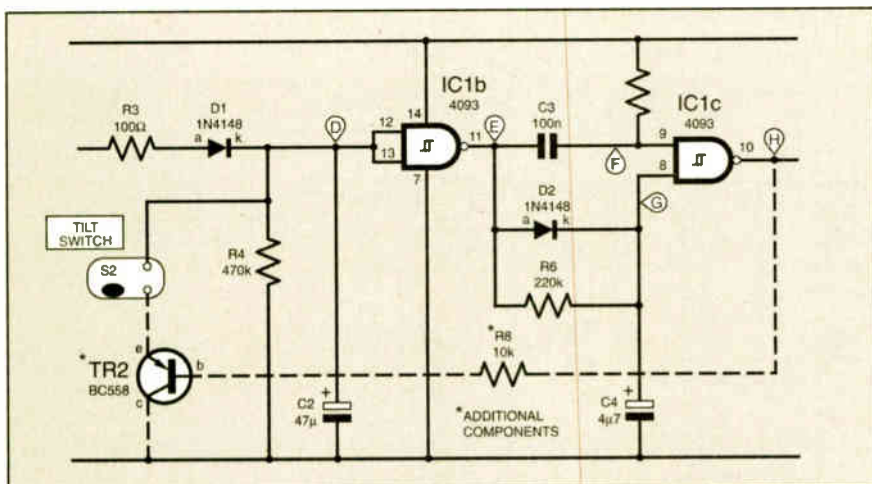 R3
100Ω
D1
1N4148
a
k
D
12
13
14
7
IC1b
4093
11
E
C3
100n
F
9
8
IC1c
4093
10
H
G
D2
1N4148
a
k
R6
220k
TILT
SWITCH
S2
R4
470k
*R8
10k
e
b
c
*TR2
BC558
+
C2
47µ
*ADDITIONAL
COMPONENTS
+
C4
4µ7